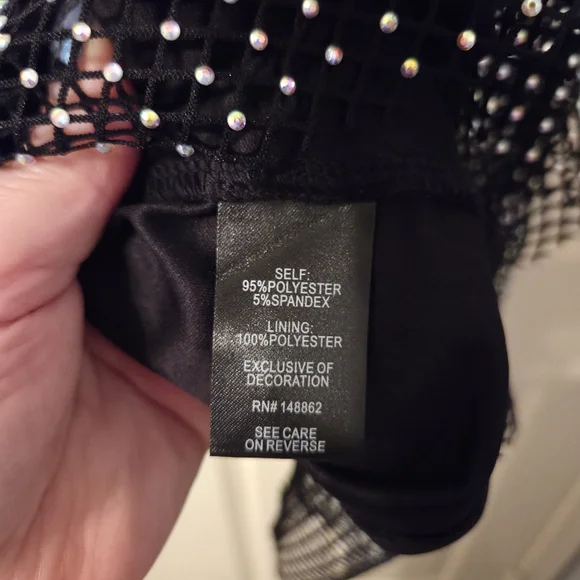 SELF:
95%POLYESTER
5%SPANDEX
LINING:
100%POLYESTER
EXCLUSIVE OF
DECORATION
RN# 148862
SEE CARE
ON REVERSE